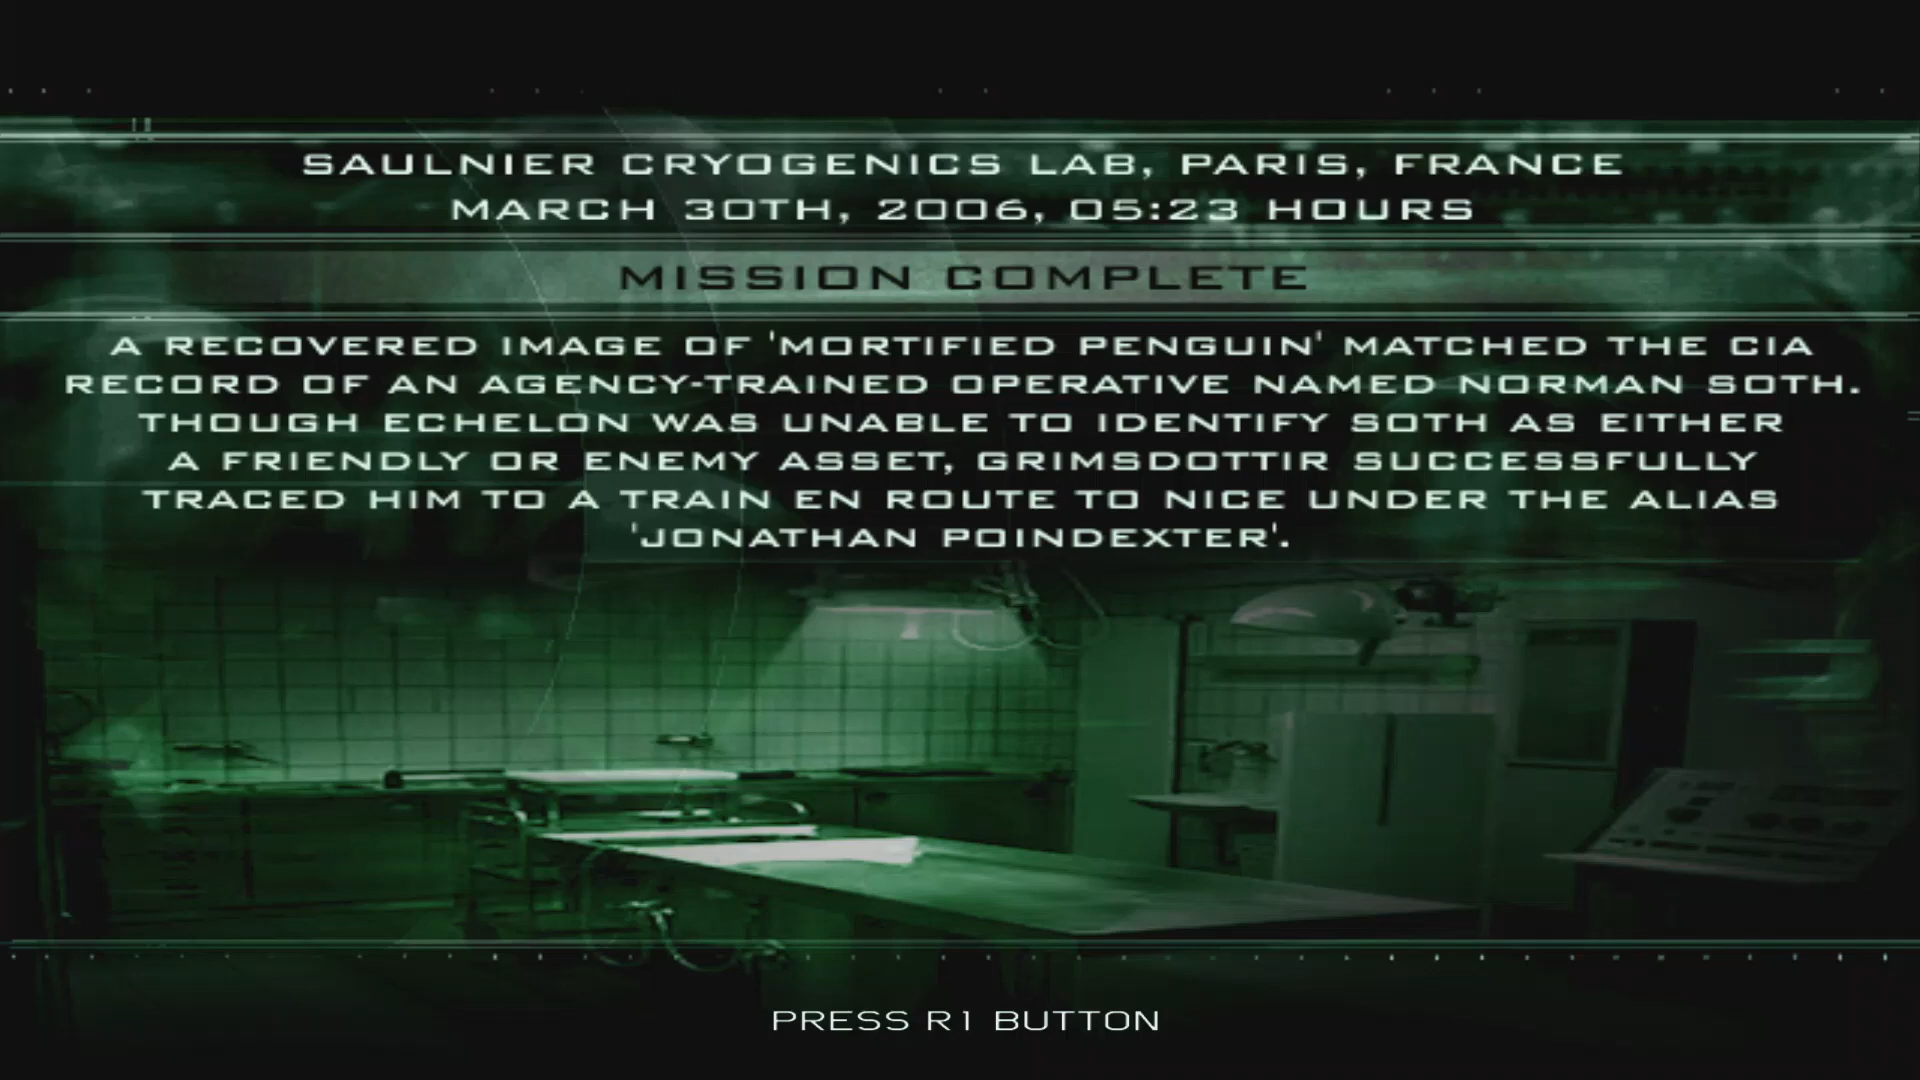 SAULNIER CRYOGENICS LAB, PARIS, FRANCE
MARCH 30TH, 2006, 05:23 HOURS
MISSION COMPLETE
A RECOVERED IMAGE OF 'MORTIFIED PENGUIN' MATCHED THE CIA
RECORD OF AN AGENCY-TRAINED OPERATIVE NAMED NORMAN SOTH.
THOUGH ECHELON WAS UNABLE TO IDENTIFY SOTH AS EITHER
A FRIENDLY OR ENEMY ASSET, GRIMSDOTTIR SUCCESSFULLY
TRACED HIM TO A TRAIN EN ROUTE TO NICE UNDER THE ALIAS
'JONATHAN POINDEXTER'.
PRESS R1 BUTTON